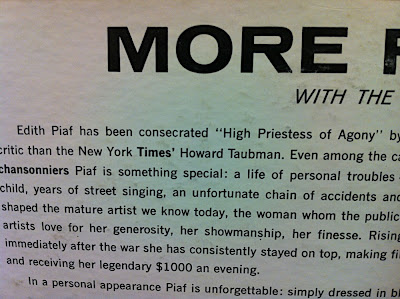 MORE
WITH THE
Edith Piaf has been consecrated "High Priestess of Agony" by
critic than the New York Times' Howard Taubman. Even among the ca
chansonniers Piaf is something special: a life of personal troubles
child, years of street singing, an unfortunate chain of accidents and
shaped the mature artist we know today, the woman whom the public
artists love for her generosity, her showmanship, her finesse. Rising
immediately after the war she has consistently stayed on top, making fi
and receiving her legendary $1000 an evening.
In a personal appearance Piaf is unforgettable: simply dressed in bl